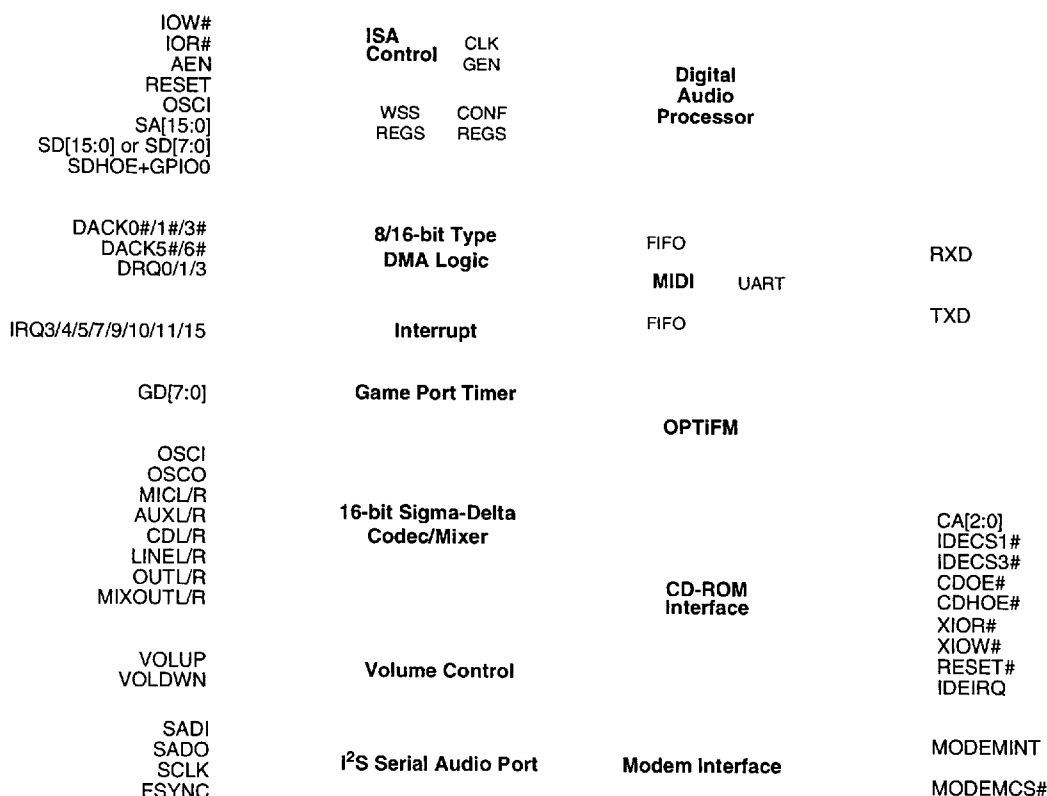 IOW#
IOR#
AEN
RESET
OSCI
SA[15:0]
SD[15:0] or SD[7:0]
SDHOE+GPIO0
ISA
Control
CLK
GEN
WSS
REGS
CONF
REGS
Digital
Audio
Processor
DACK0#/1#/3#
DACK5#/6#
DRQ0/1/3
8/16-bit Type
DMA Logic
FIFO
MIDI
UART
FIFO
RXD
TXD
IRQ3/4/5/7/9/10/11/15
Interrupt
GD[7:0]
Game Port Timer
OPTiFM
OSCI
OSCO
MICL/R
AUXL/R
CDL/R
LINEL/R
OUTL/R
MIXOUTL/R
16-bit Sigma-Delta
Codec/Mixer
CD-ROM
Interface
CA[2:0]
IDECS1#
IDECS3#
CDOE#
CDHOE#
XIOR#
XIOW#
RESET#
IDEIRQ
VOLUP
VOLDWN
Volume Control
SADI
SADO
SCLK
FSYNC
I²S Serial Audio Port
Modem Interface
MODEMINT
MODEMCS#